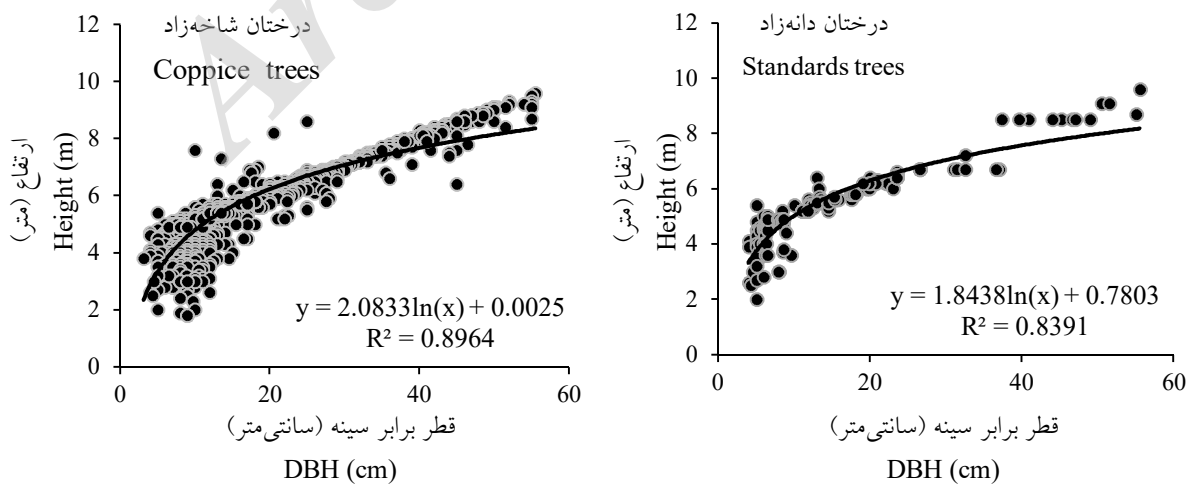 درختان شاخه‌زاد
Coppice trees
ارتفاع (متر)
Height (m)
12
10
8
6
4
2
0
y = 2.0833ln(x) + 0.0025
R² = 0.8964
0 20 40 60
قطر برابر سینه (سانتی‌متر)
DBH (cm)
درختان دانه‌زاد
Standards trees
ارتفاع (متر)
Height (m)
12
10
8
6
4
2
0
y = 1.8438ln(x) + 0.7803
R² = 0.8391
0 20 40 60
قطر برابر سینه (سانتی‌متر)
DBH (cm)